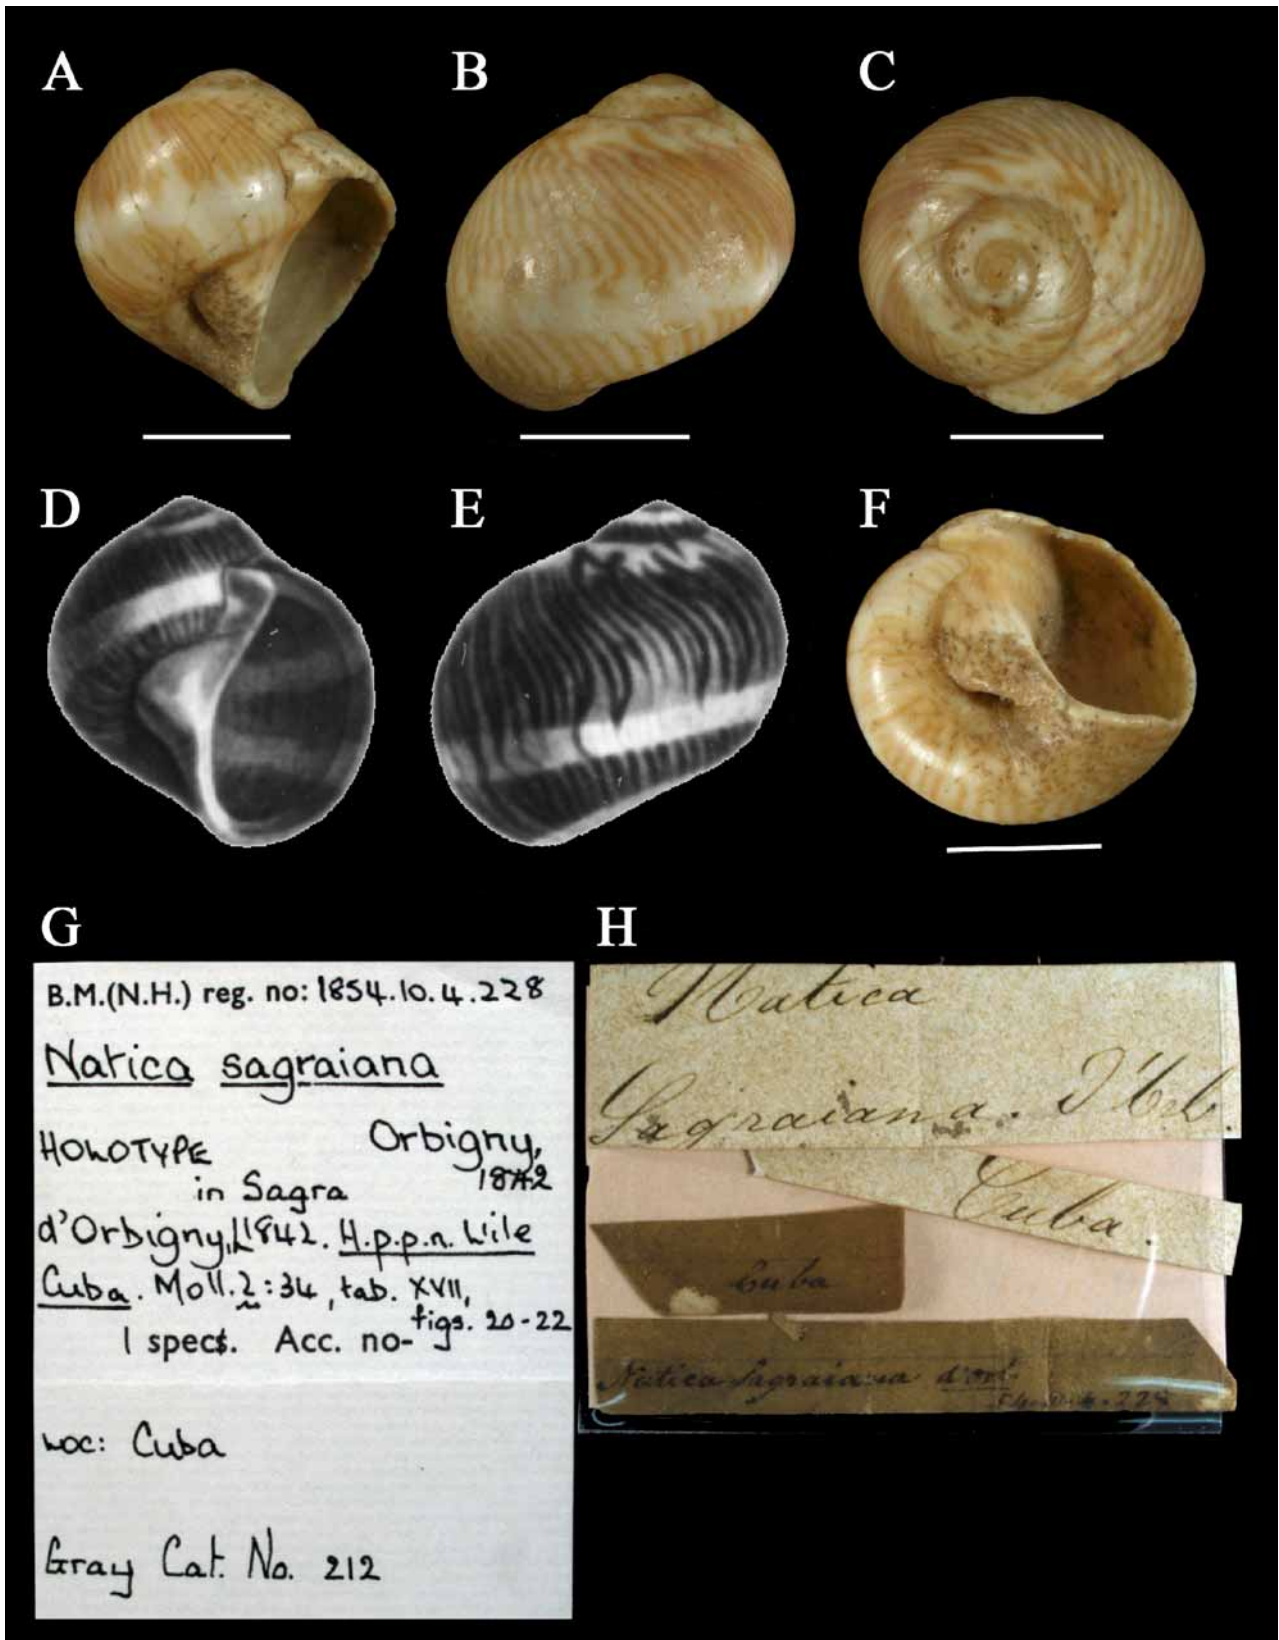 A
B
C
D
E
F
G
H
B.M.(N.H.) reg. no: 1854.10.4.228
Natica sagraiana
HOLOTYPE Orbigny,
in Sagra 1842
d'Orbigny, 1842. H.p.p.n. L'ile
Cuba. Moll. 2:34, tab. XVII,
figs. 20-22
1 specs. Acc. no-
Loc: Cuba
Gray Cat. No. 212
Natica
Sagraiana. d'Orb.
Cuba.
Cuba
Natica Sagraiana d'Orb.
228